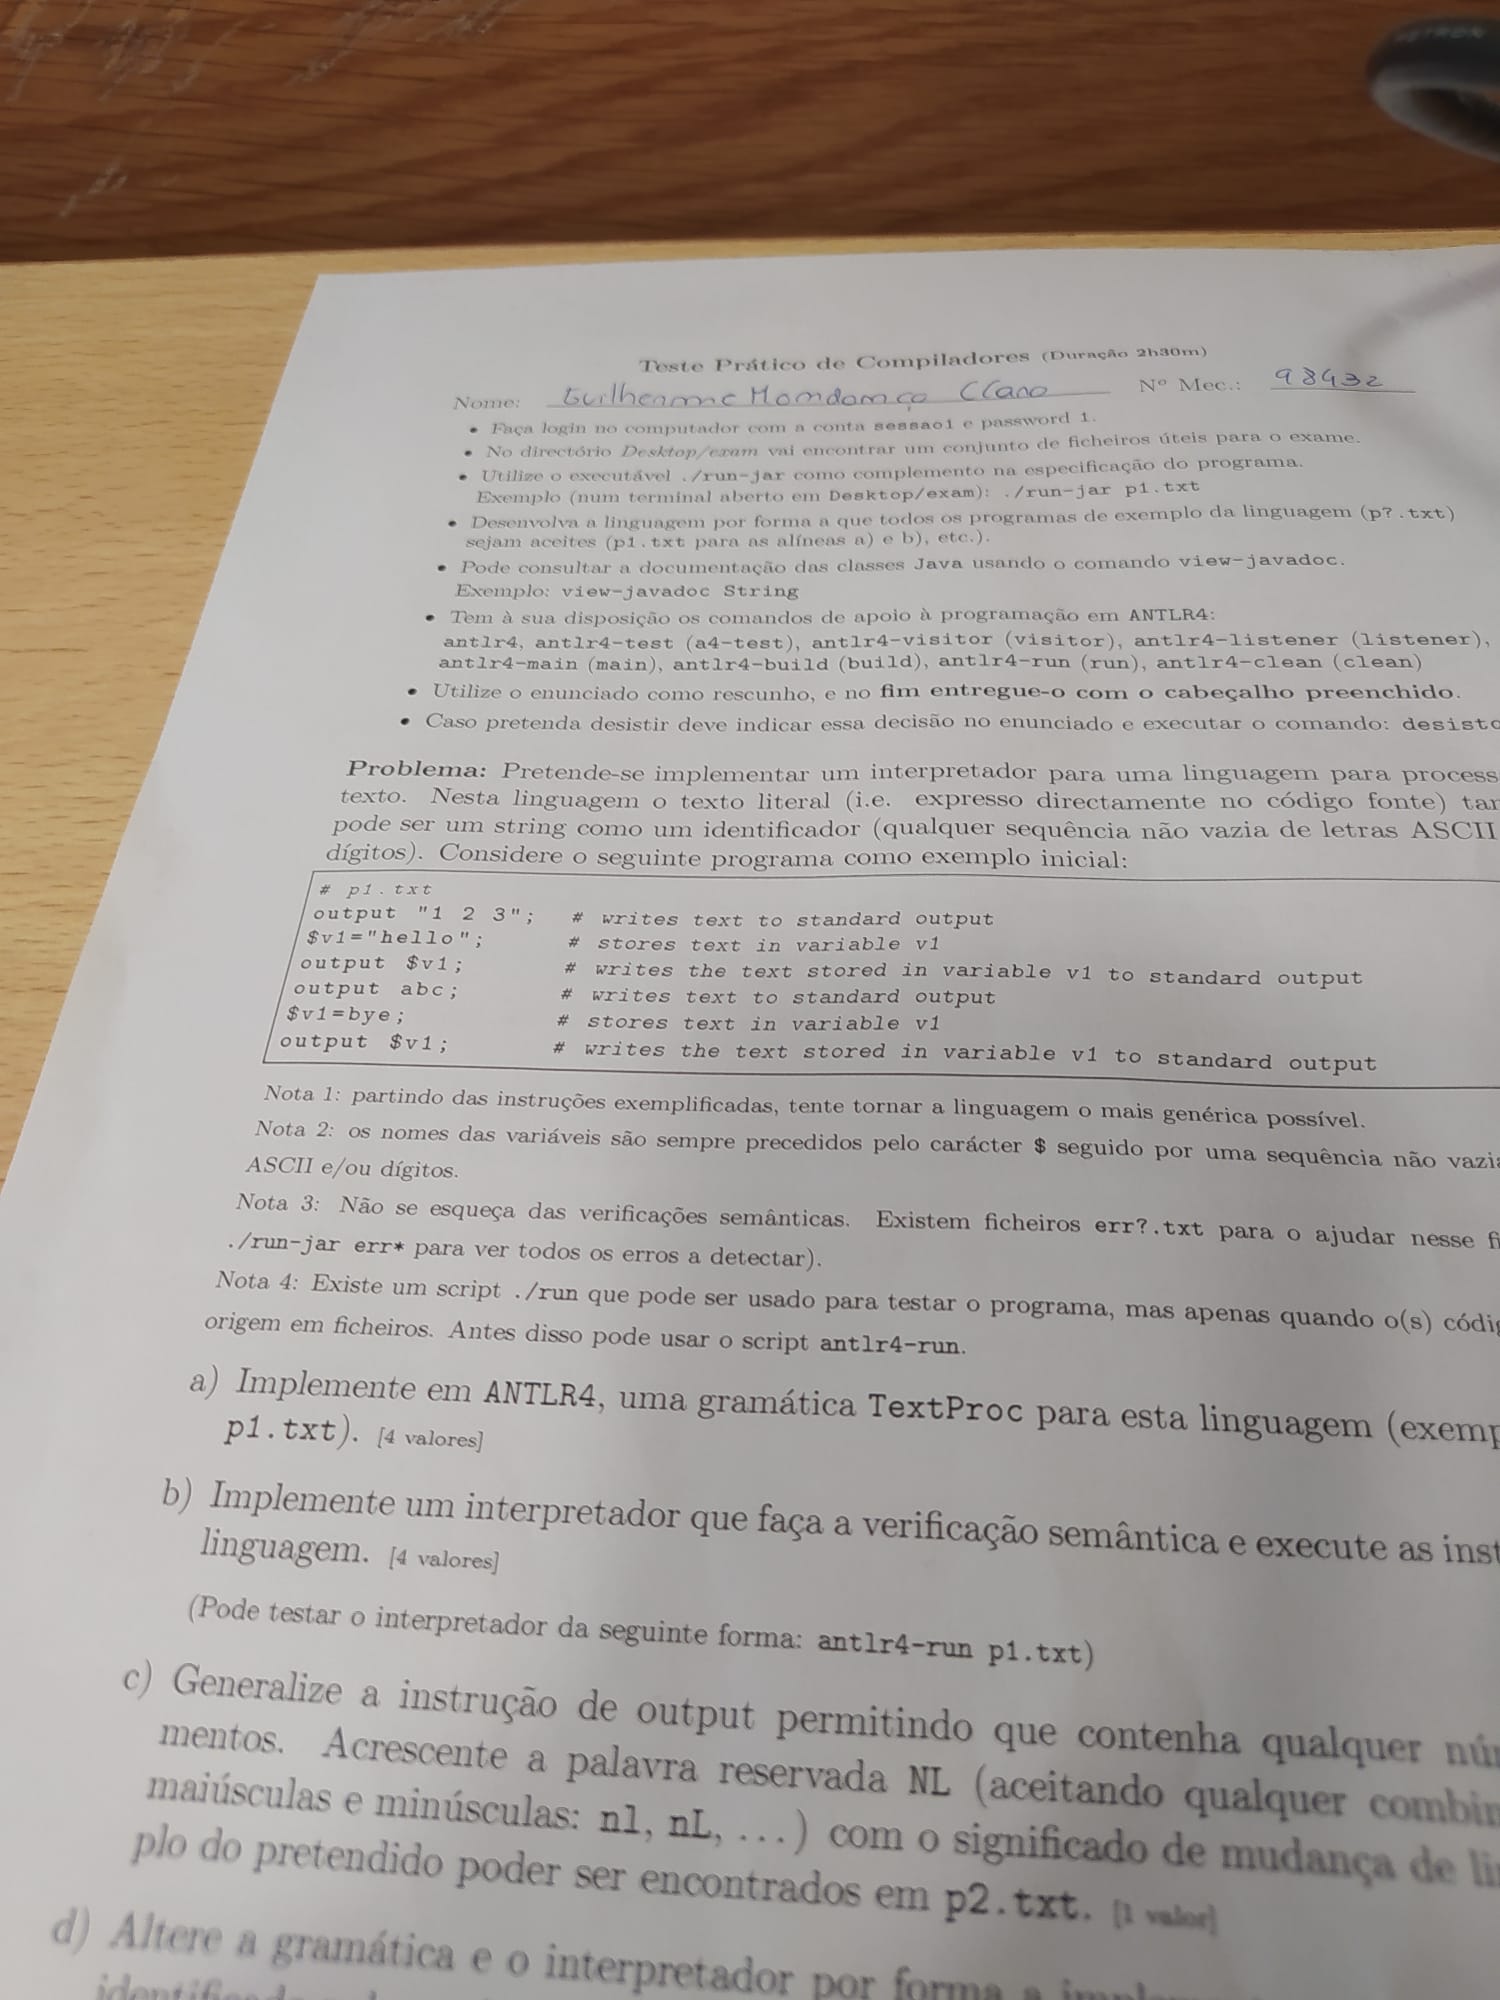 Teste Prático de Compiladores (Duração 2h30m)
Nome: Guilherme Mendonça Claro Nº Mec.: 98432
• Faça login no computador com a conta sessao1 e password 1.
• No directório Desktop/exam vai encontrar um conjunto de ficheiros úteis para o exame.
• Utilize o executável ./run-jar como complemento na especificação do programa.
Exemplo (num terminal aberto em Desktop/exam): ./run-jar p1.txt
• Desenvolva a linguagem por forma a que todos os programas de exemplo da linguagem (p?.txt)
sejam aceites (p1.txt para as alíneas a) e b), etc.).
• Pode consultar a documentação das classes Java usando o comando view-javadoc.
Exemplo: view-javadoc String
• Tem à sua disposição os comandos de apoio à programação em ANTLR4:
antlr4, antlr4-test (a4-test), antlr4-visitor (visitor), antlr4-listener (listener),
antlr4-main (main), antlr4-build (build), antlr4-run (run), antlr4-clean (clean)
• Utilize o enunciado como rescunho, e no fim entregue-o com o cabeçalho preenchido.
• Caso pretenda desistir deve indicar essa decisão no enunciado e executar o comando: desisto
Problema: Pretende-se implementar um interpretador para uma linguagem para process
texto. Nesta linguagem o texto literal (i.e. expresso directamente no código fonte) tan
pode ser um string como um identificador (qualquer sequência não vazia de letras ASCII
dígitos). Considere o seguinte programa como exemplo inicial:
# p1.txt
output "1 2 3"; # writes text to standard output
$v1="hello"; # stores text in variable v1
output $v1; # writes the text stored in variable v1 to standard output
output abc; # writes text to standard output
$v1=bye; # stores text in variable v1
output $v1; # writes the text stored in variable v1 to standard output
Nota 1: partindo das instruções exemplificadas, tente tornar a linguagem o mais genérica possível.
Nota 2: os nomes das variáveis são sempre precedidos pelo carácter $ seguido por uma sequência não vazia
ASCII e/ou dígitos.
Nota 3: Não se esqueça das verificações semânticas. Existem ficheiros err?.txt para o ajudar nesse fi
./run-jar err* para ver todos os erros a detectar).
Nota 4: Existe um script ./run que pode ser usado para testar o programa, mas apenas quando o(s) códig
origem em ficheiros. Antes disso pode usar o script antlr4-run.
a) Implemente em ANTLR4, uma gramática TextProc para esta linguagem (exemp
p1.txt). [4 valores]
b) Implemente um interpretador que faça a verificação semântica e execute as inst
linguagem. [4 valores]
(Pode testar o interpretador da seguinte forma: antlr4-run p1.txt)
c) Generalize a instrução de output permitindo que contenha qualquer núm
mentos. Acrescente a palavra reservada NL (aceitando qualquer combin
maiúsculas e minúsculas: nl, nL, ...) com o significado de mudança de li
plo do pretendido poder ser encontrados em p2.txt. [1 valor]
d) Altere a gramática e o interpretador por forma a